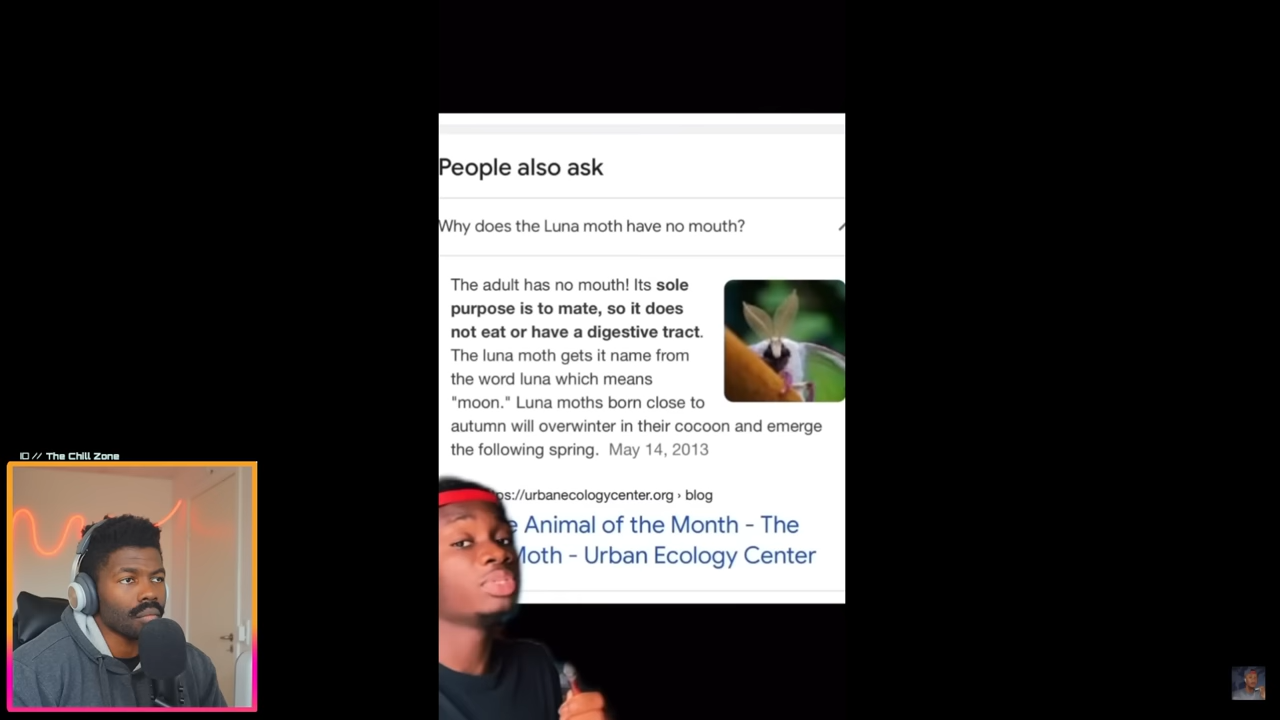 People also ask
Why does the Luna moth have no mouth?
The adult has no mouth! Its sole
purpose is to mate, so it does
not eat or have a digestive tract.
The luna moth gets it name from
the word luna which means
"moon." Luna moths born close to
autumn will overwinter in their cocoon and emerge
the following spring. May 14, 2013
ps://urbanecologycenter.org › blog
e Animal of the Month - The
Moth - Urban Ecology Center
// The Chill Zone